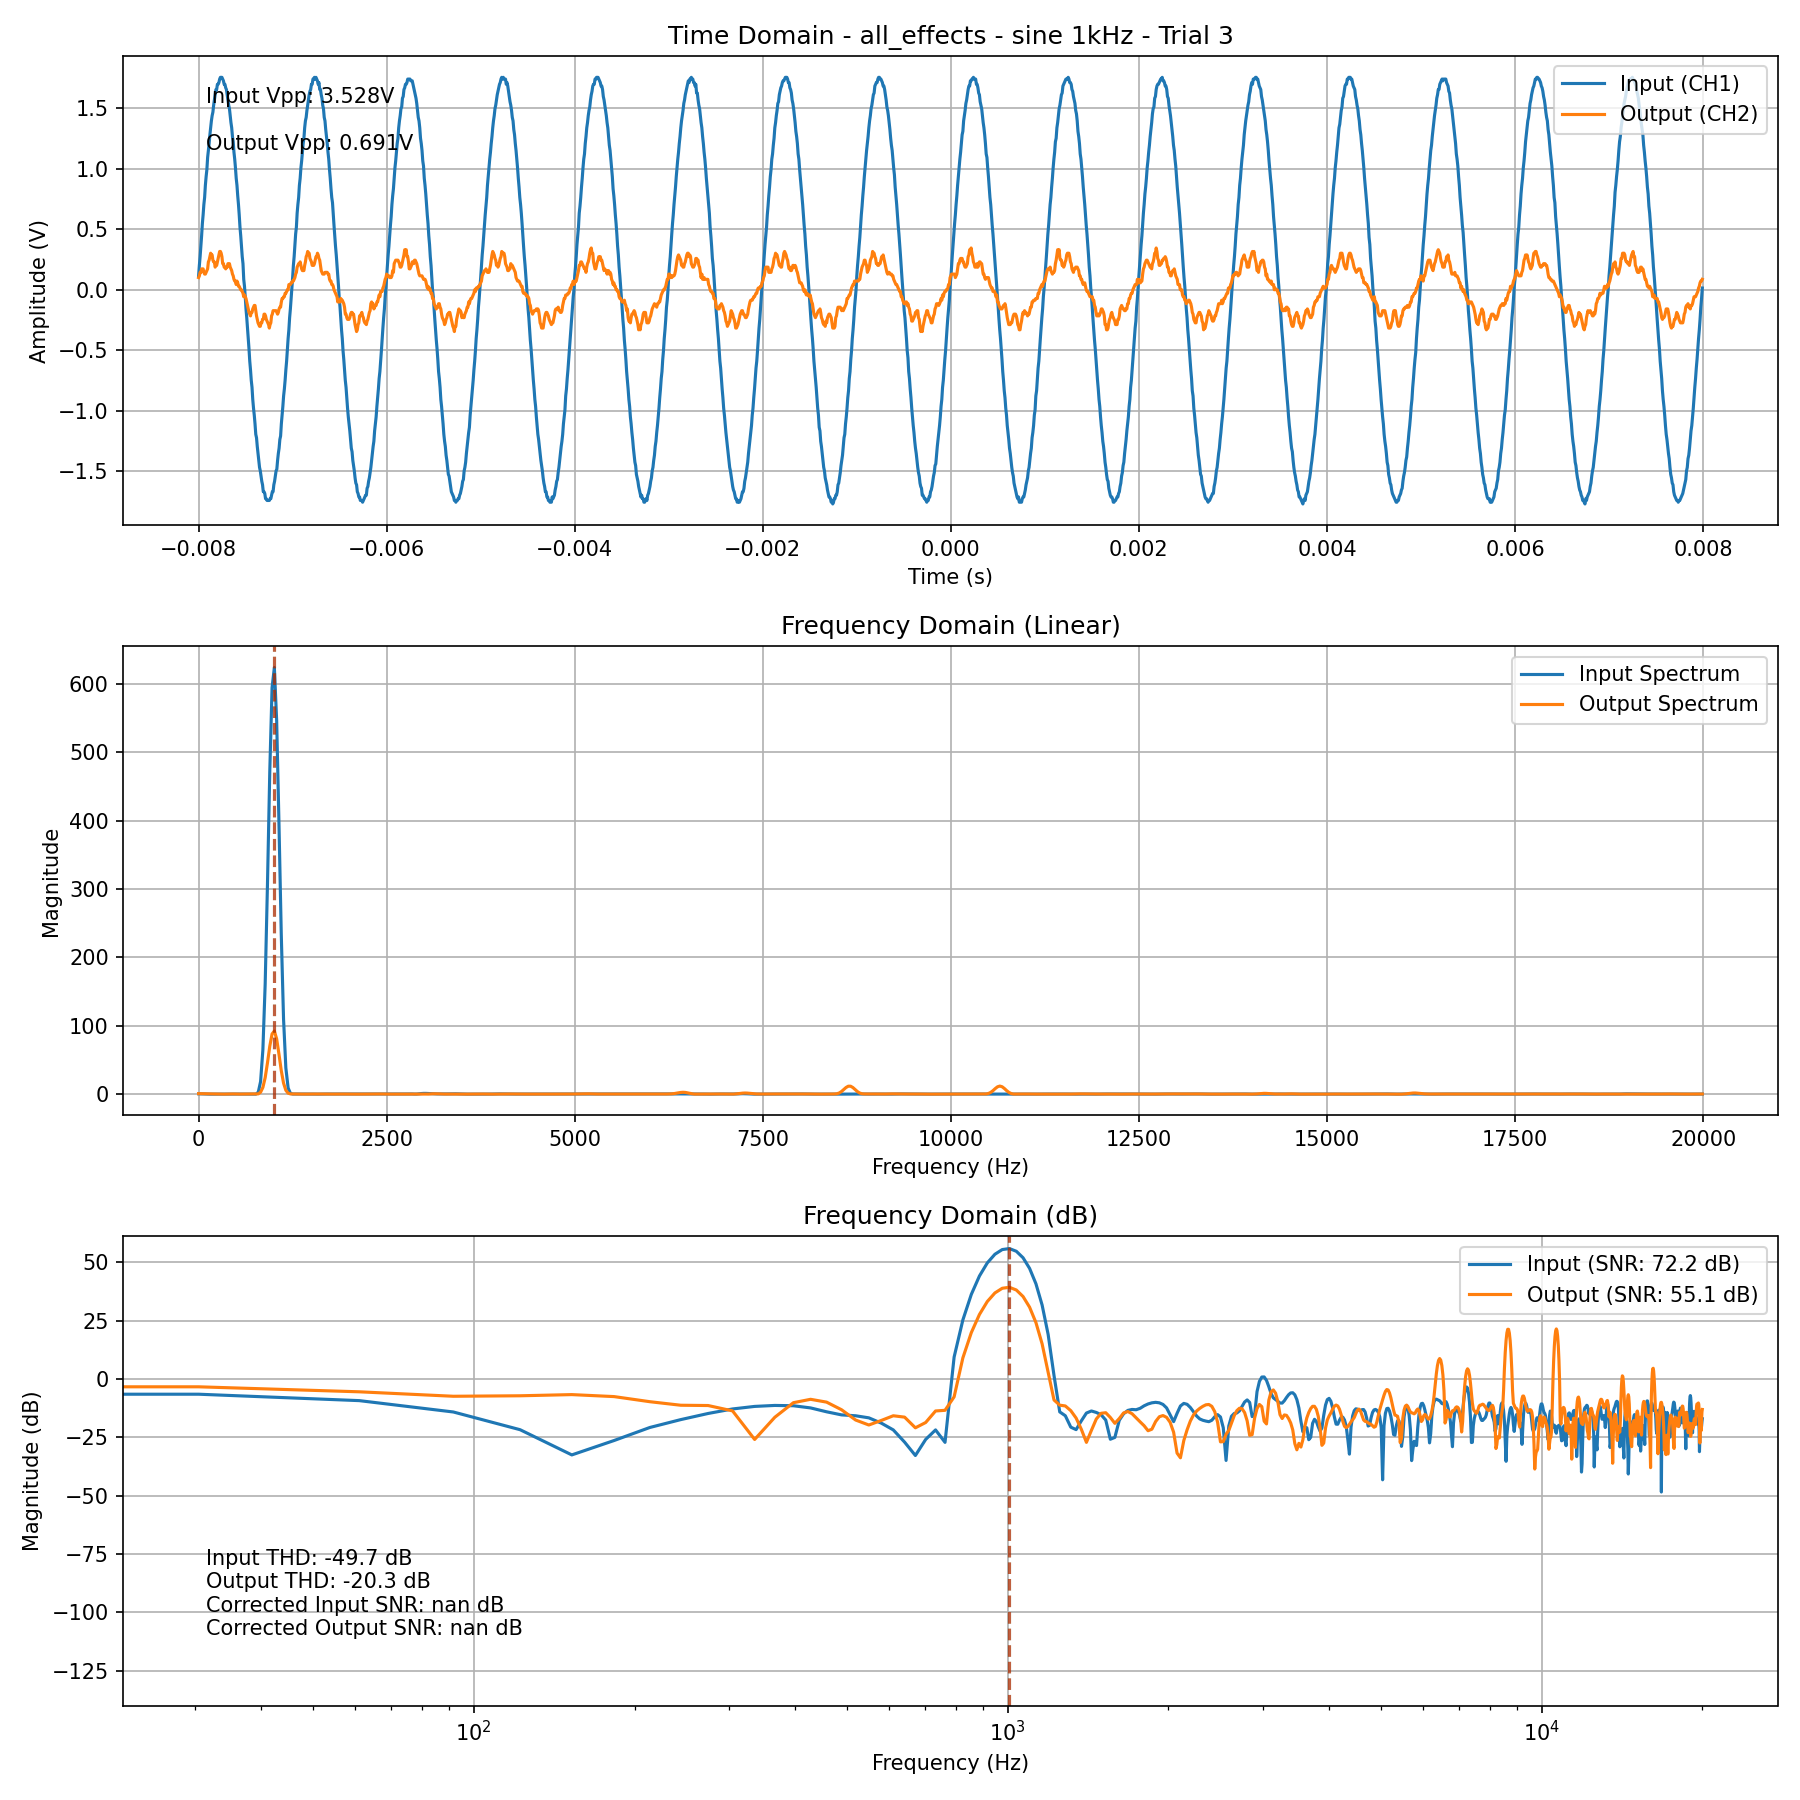 Time Domain - all_effects - sine 1kHz - Trial 3
Input Vpp: 3.528V
Output Vpp: 0.691V
Input (CH1)
Output (CH2)
Amplitude (V)
1.5
1.0
0.5
0.0
−0.5
−1.0
−1.5
−0.008 −0.006 −0.004 −0.002 0.000 0.002 0.004 0.006 0.008
Time (s)
Frequency Domain (Linear)
Input Spectrum
Output Spectrum
Magnitude
600
500
400
300
200
100
0
0 2500 5000 7500 10000 12500 15000 17500 20000
Frequency (Hz)
Frequency Domain (dB)
Input (SNR: 72.2 dB)
Output (SNR: 55.1 dB)
Magnitude (dB)
50
25
0
−25
−50
−75
−100
−125
Input THD: -49.7 dB
Output THD: -20.3 dB
Corrected Input SNR: nan dB
Corrected Output SNR: nan dB
10² 10³ 10⁴
Frequency (Hz)